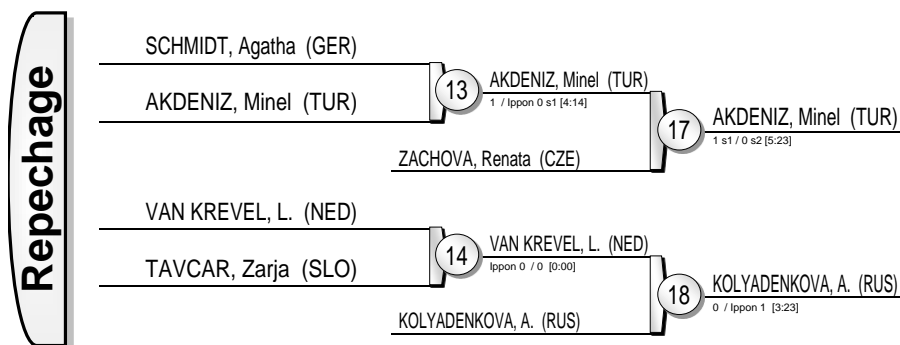 Repechage
SCHMIDT, Agatha (GER)
AKDENIZ, Minel (TUR)
13
AKDENIZ, Minel (TUR)
1 / Ippon 0 s1 [4:14]
ZACHOVA, Renata (CZE)
17
AKDENIZ, Minel (TUR)
1 s1 / 0 s2 [5:23]
VAN KREVEL, L. (NED)
TAVCAR, Zarja (SLO)
14
VAN KREVEL, L. (NED)
Ippon 0 / 0 [0:00]
KOLYADENKOVA, A. (RUS)
18
KOLYADENKOVA, A. (RUS)
0 / Ippon 1 [3:23]